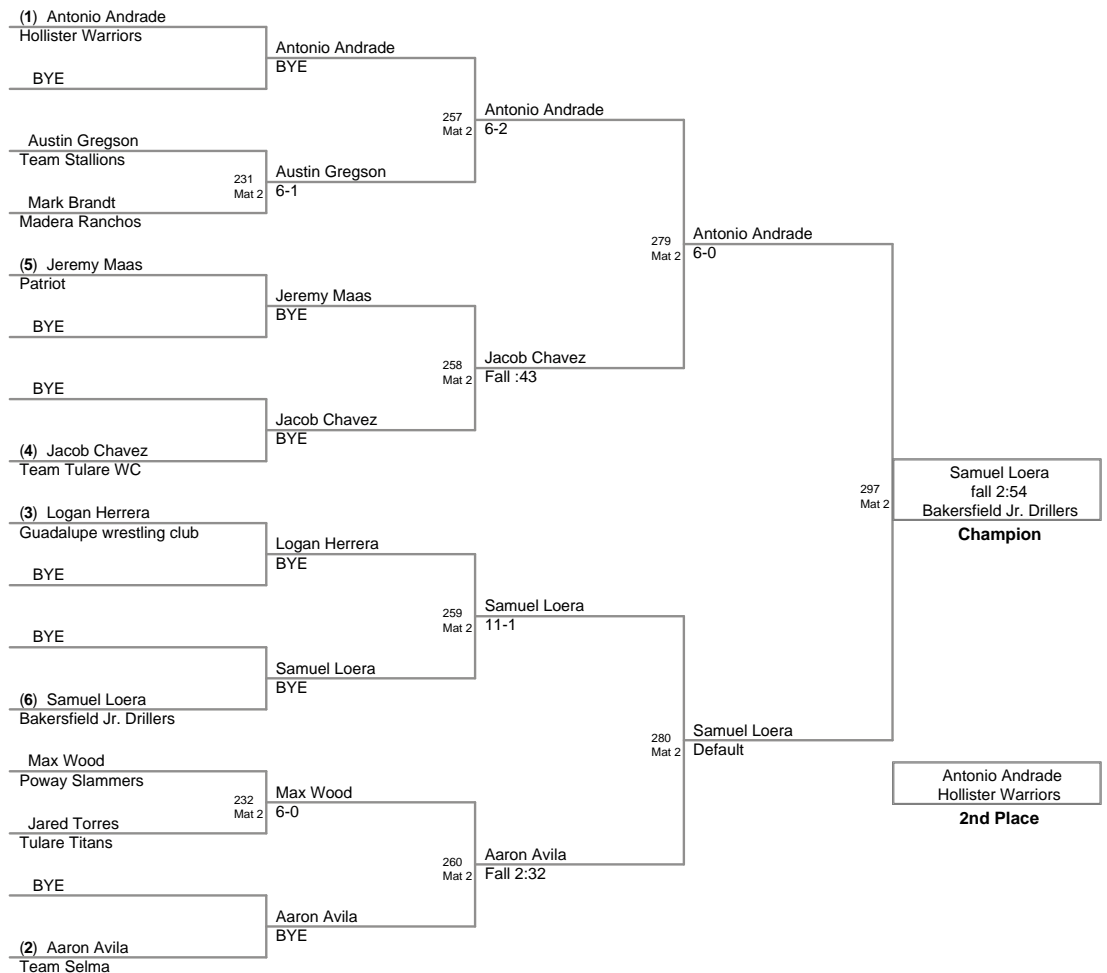 (1) Antonio Andrade
Hollister Warriors
BYE
Austin Gregson
Team Stallions
Mark Brandt
Madera Ranchos
(5) Jeremy Maas
Patriot
BYE
BYE
(4) Jacob Chavez
Team Tulare WC
(3) Logan Herrera
Guadalupe wrestling club
BYE
BYE
(6) Samuel Loera
Bakersfield Jr. Drillers
Max Wood
Poway Slammers
Jared Torres
Tulare Titans
BYE
(2) Aaron Avila
Team Selma
Antonio Andrade
BYE
231
Mat 2
Austin Gregson
6-1
Jeremy Maas
BYE
Jacob Chavez
BYE
Logan Herrera
BYE
Samuel Loera
BYE
232
Mat 2
Max Wood
6-0
Aaron Avila
BYE
257
Mat 2
Antonio Andrade
6-2
258
Mat 2
Jacob Chavez
Fall :43
259
Mat 2
Samuel Loera
11-1
260
Mat 2
Aaron Avila
Fall 2:32
279
Mat 2
Antonio Andrade
6-0
280
Mat 2
Samuel Loera
Default
297
Mat 2
Samuel Loera
fall 2:54
Bakersfield Jr. Drillers
Champion
Antonio Andrade
Hollister Warriors
2nd Place